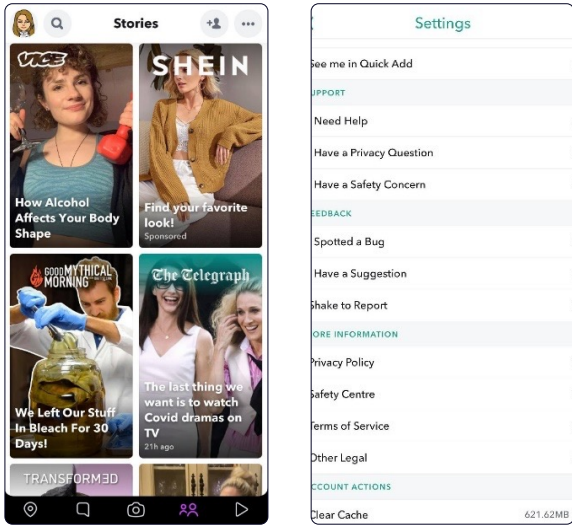 Stories
VICE
How Alcohol
Affects Your Body
Shape
SHEIN
Find your favorite
look!
Sponsored
GOOD MYTHICAL
MORNING
We Left Our Stuff
In Bleach For 30
Days!
The Telegraph
The last thing we
want is to watch
Covid dramas on
TV
21h ago
TRANSFORM3D
Settings
See me in Quick Add
UPPORT
Need Help
Have a Privacy Question
Have a Safety Concern
EEDBACK
Spotted a Bug
Have a Suggestion
Shake to Report
ORE INFORMATION
Privacy Policy
Safety Centre
Terms of Service
Other Legal
CCOUNT ACTIONS
Clear Cache
621.62MB